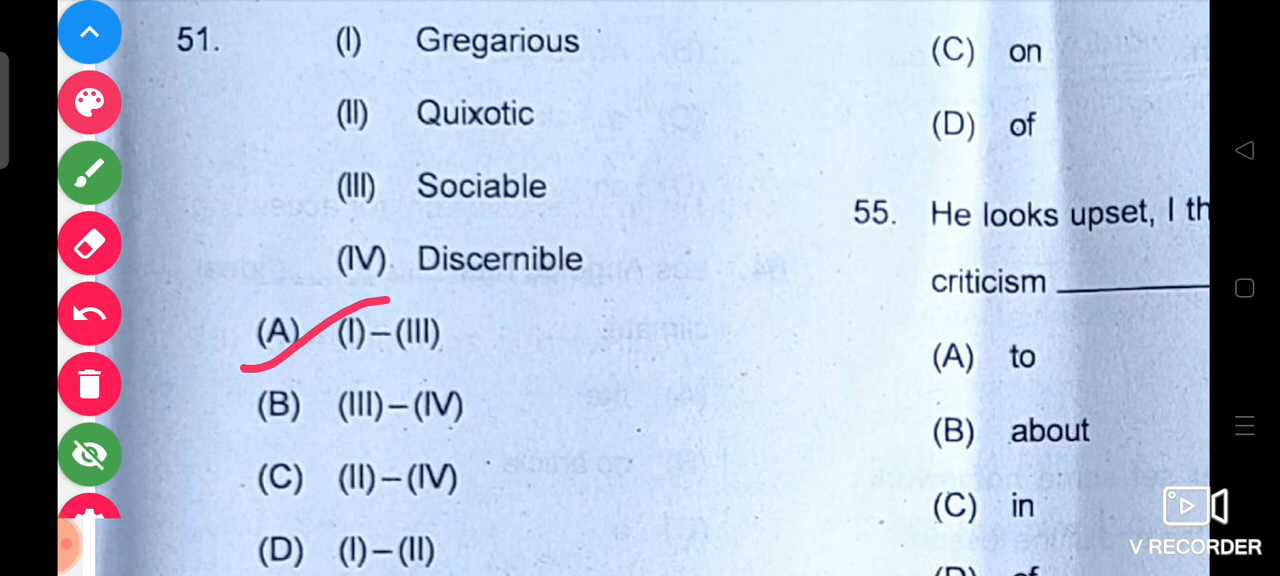 51. (I) Gregarious
(II) Quixotic
(III) Sociable
(IV) Discernible
(A) (I)–(III)
(B) (III)–(IV)
(C) (II)–(IV)
(D) (I)–(II)
(C) on
(D) of
55. He looks upset, I th
criticism ________
(A) to
(B) about
(C) in
V RECORDER